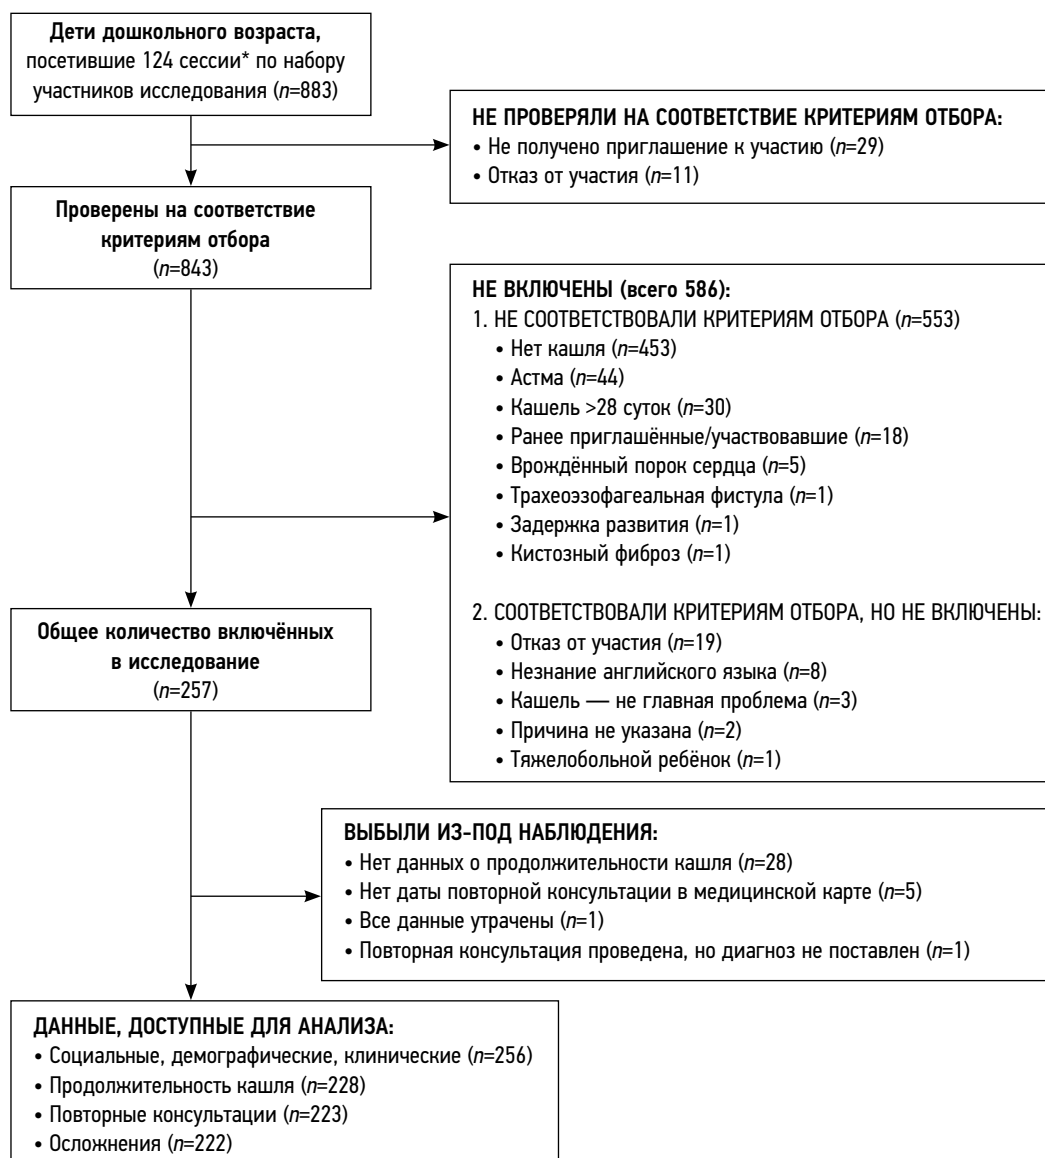 Дети дошкольного возраста,
посетившие 124 сессии* по набору
участников исследования (n=883)
НЕ ПРОВЕРЯЛИ НА СООТВЕТСТВИЕ КРИТЕРИЯМ ОТБОРА:
• Не получено приглашение к участию (n=29)
• Отказ от участия (n=11)
Проверены на соответствие
критериям отбора
(n=843)
НЕ ВКЛЮЧЕНЫ (всего 586):
1. НЕ СООТВЕТСТВОВАЛИ КРИТЕРИЯМ ОТБОРА (n=553)
• Нет кашля (n=453)
• Астма (n=44)
• Кашель >28 суток (n=30)
• Ранее приглашённые/участвовавшие (n=18)
• Врождённый порок сердца (n=5)
• Трахеоэзофагеальная фистула (n=1)
• Задержка развития (n=1)
• Кистозный фиброз (n=1)
2. СООТВЕТСТВОВАЛИ КРИТЕРИЯМ ОТБОРА, НО НЕ ВКЛЮЧЕНЫ:
• Отказ от участия (n=19)
• Незнание английского языка (n=8)
• Кашель — не главная проблема (n=3)
• Причина не указана (n=2)
• Тяжелобольной ребёнок (n=1)
Общее количество включённых
в исследование
(n=257)
ВЫБЫЛИ ИЗ-ПОД НАБЛЮДЕНИЯ:
• Нет данных о продолжительности кашля (n=28)
• Нет даты повторной консультации в медицинской карте (n=5)
• Все данные утрачены (n=1)
• Повторная консультация проведена, но диагноз не поставлен (n=1)
ДАННЫЕ, ДОСТУПНЫЕ ДЛЯ АНАЛИЗА:
• Социальные, демографические, клинические (n=256)
• Продолжительность кашля (n=228)
• Повторные консультации (n=223)
• Осложнения (n=222)